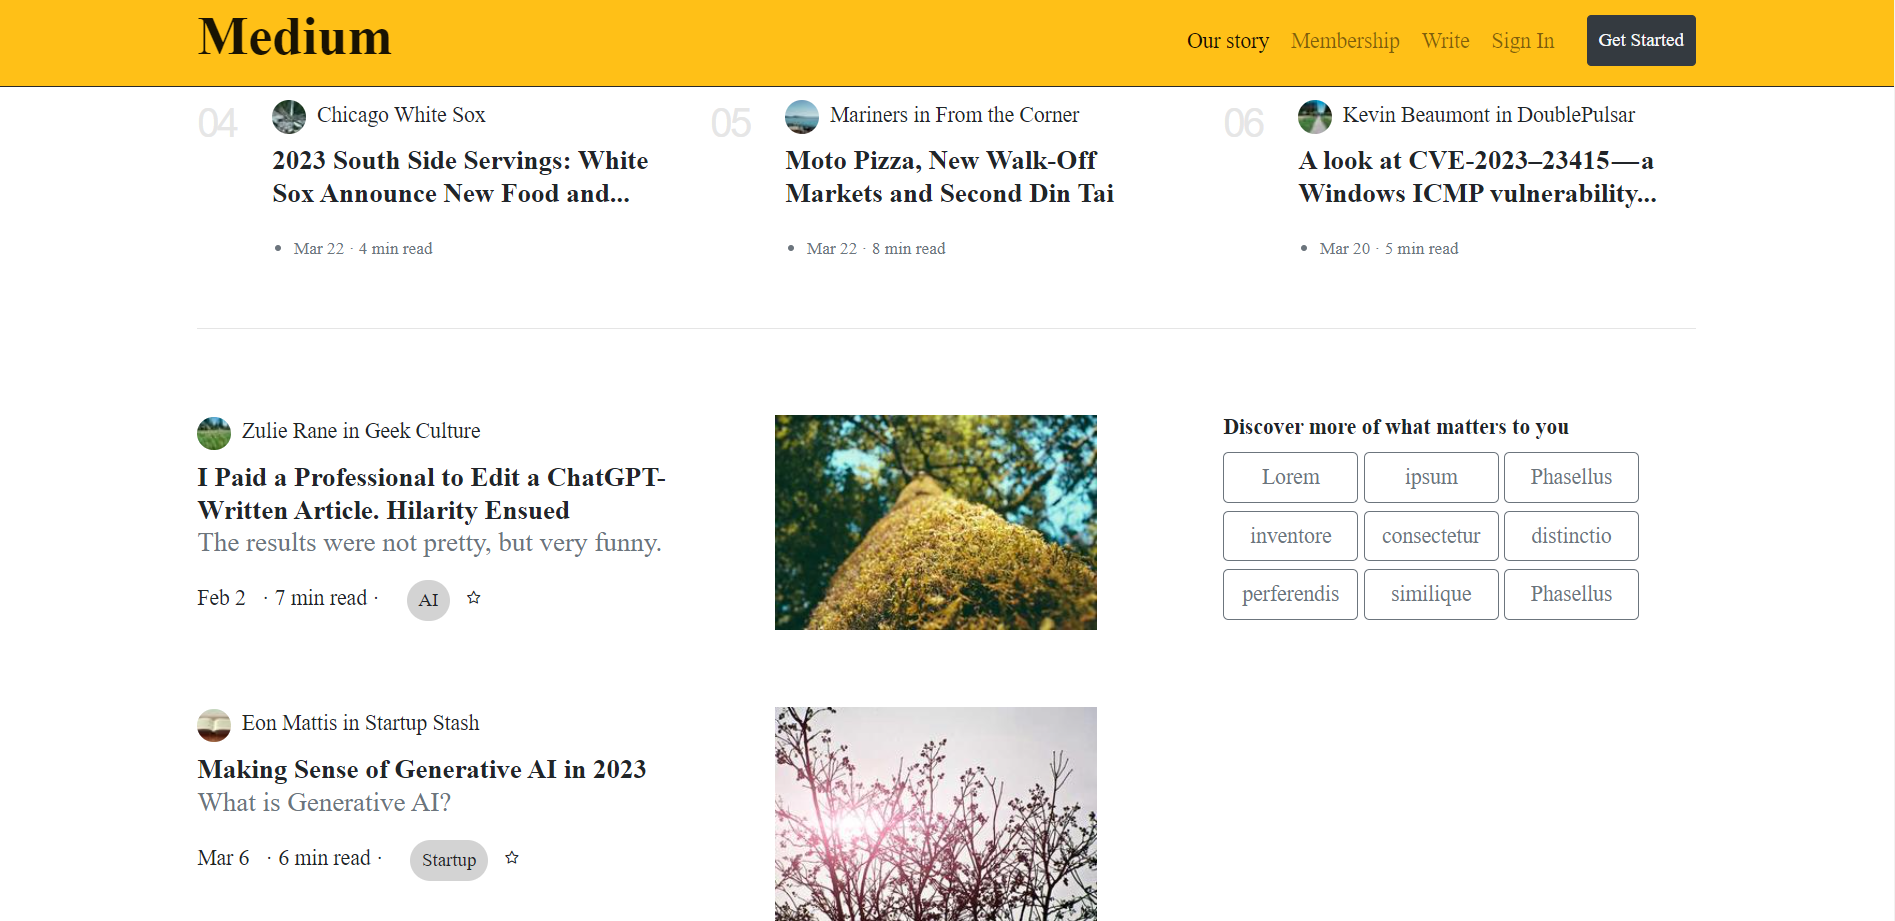 Medium
Our story Membership Write Sign In Get Started
04 Chicago White Sox
2023 South Side Servings: White
Sox Announce New Food and...
• Mar 22 · 4 min read
05 Mariners in From the Corner
Moto Pizza, New Walk-Off
Markets and Second Din Tai
• Mar 22 · 8 min read
06 Kevin Beaumont in DoublePulsar
A look at CVE-2023–23415—a
Windows ICMP vulnerability...
• Mar 20 · 5 min read
Zulie Rane in Geek Culture
I Paid a Professional to Edit a ChatGPT-
Written Article. Hilarity Ensued
The results were not pretty, but very funny.
Feb 2 · 7 min read · AI
Eon Mattis in Startup Stash
Making Sense of Generative AI in 2023
What is Generative AI?
Mar 6 · 6 min read · Startup
Discover more of what matters to you
Lorem ipsum Phasellus
inventore consectetur distinctio
perferendis similique Phasellus